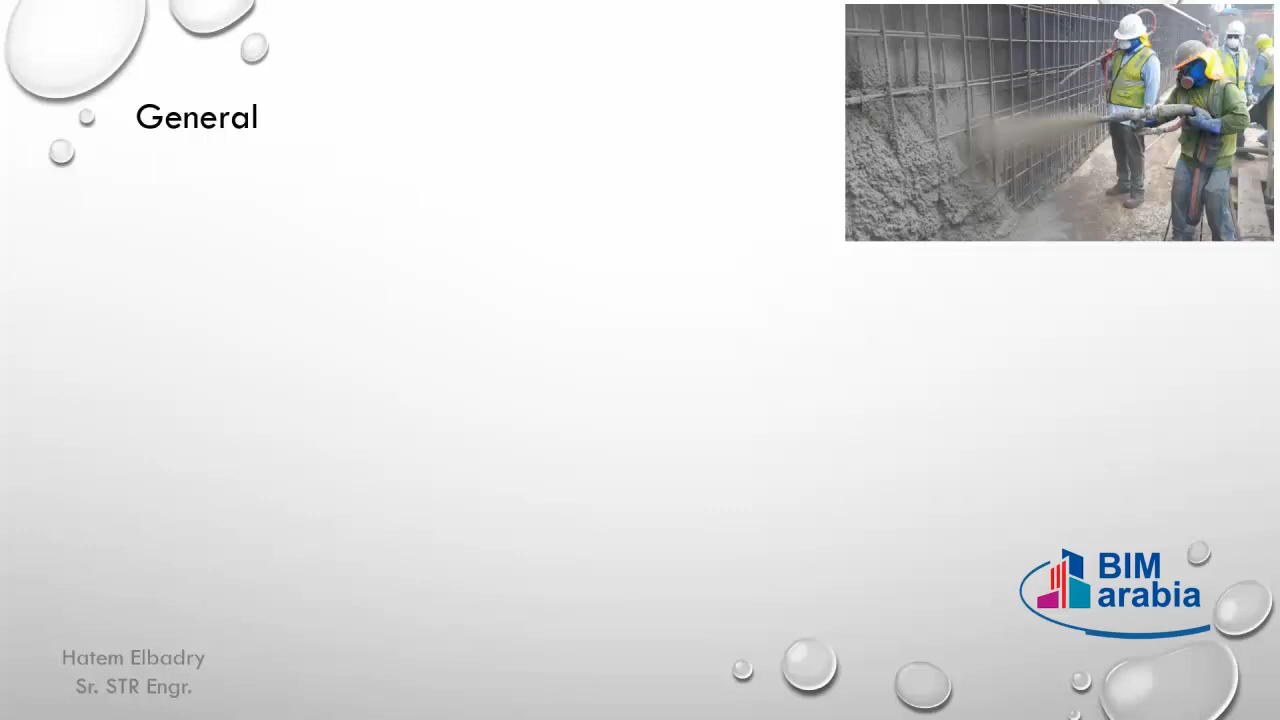 General
BIM
arabia
Hatem Elbadry
Sr. STR Engr.